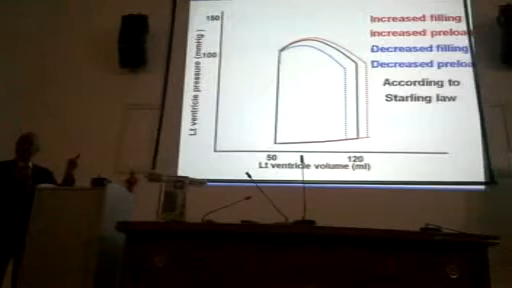 150
Increased filling
Increased preloa
100
Decreased filling
Decreased preloa
According to
Starling law
Lt ventricle pressure (mmHg)
50
120
Lt ventricle volume (ml)